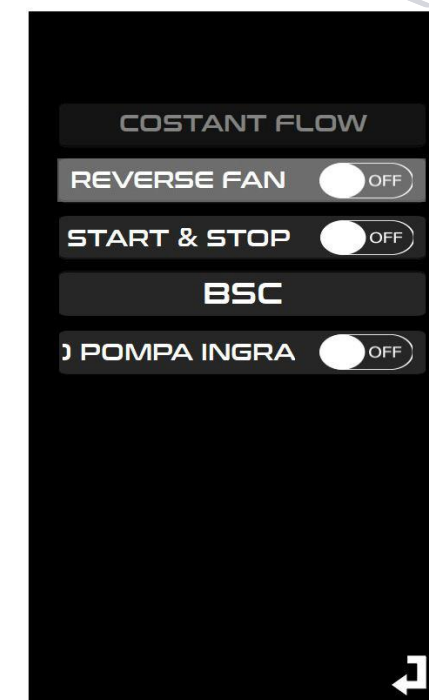 COSTANT FLOW
REVERSE FAN OFF
START & STOP OFF
BSC
POMPA INGRA OFF